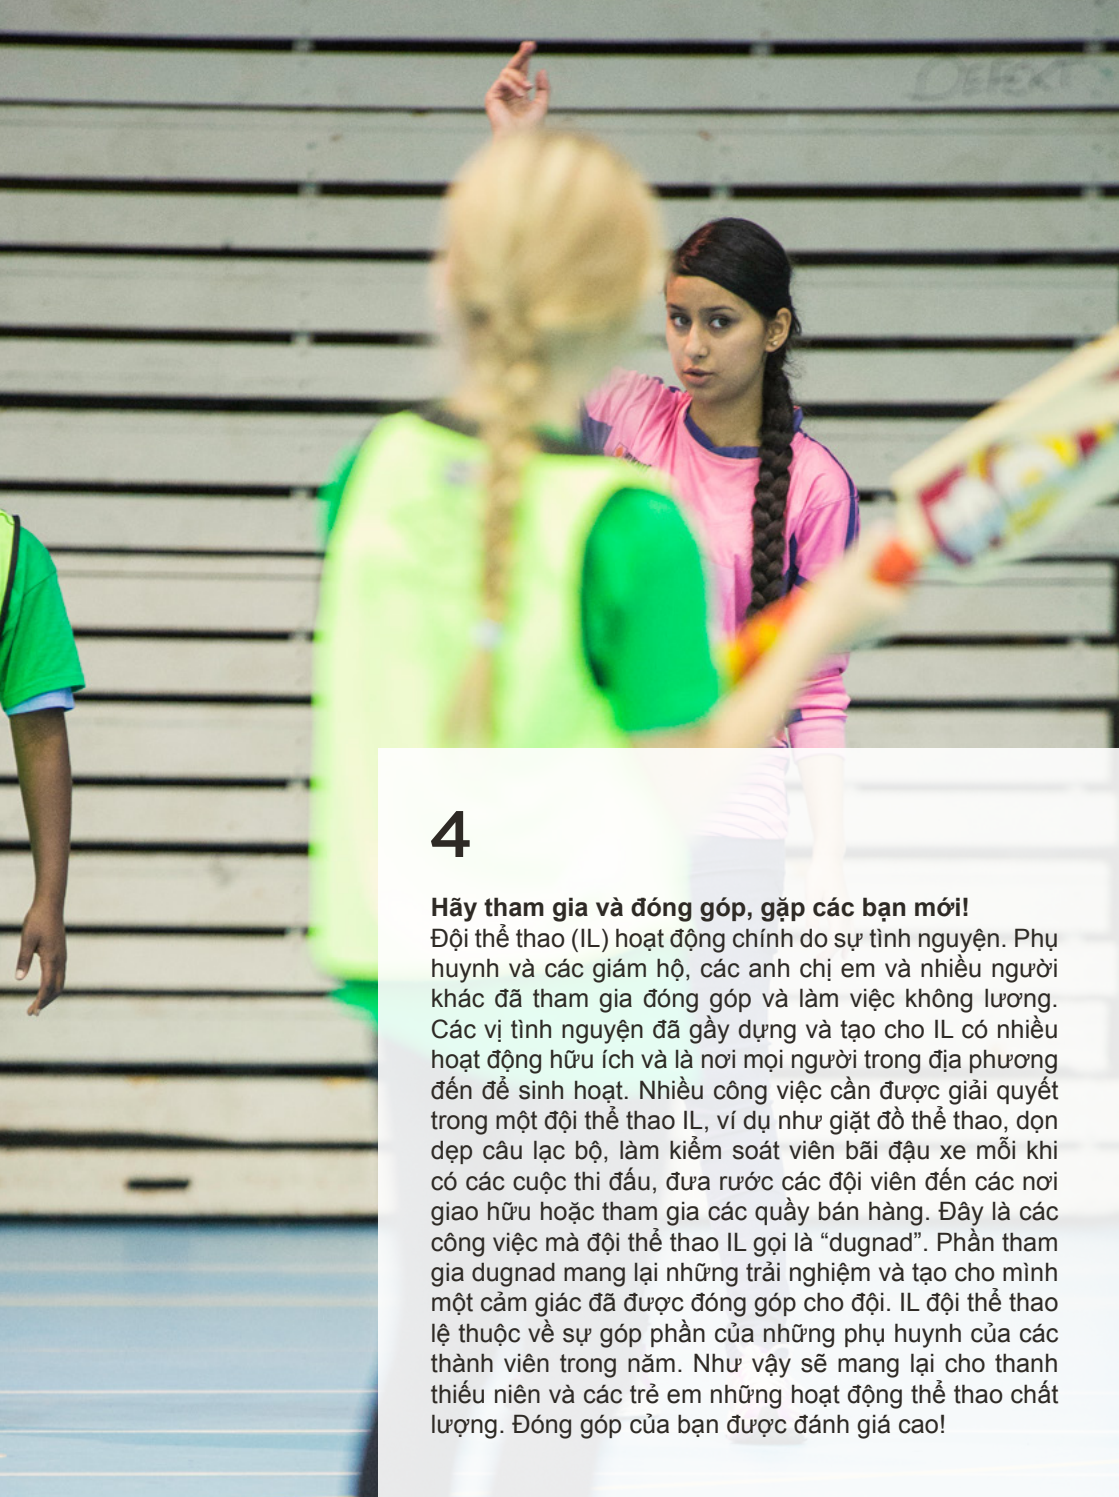 DEFEKT
4
Hãy tham gia và đóng góp, gặp các bạn mới!
Đội thể thao (IL) hoạt động chính do sự tình nguyện. Phụ
huynh và các giám hộ, các anh chị em và nhiều người
khác đã tham gia đóng góp và làm việc không lương.
Các vị tình nguyện đã gầy dựng và tạo cho IL có nhiều
hoạt động hữu ích và là nơi mọi người trong địa phương
đến để sinh hoạt. Nhiều công việc cần được giải quyết
trong một đội thể thao IL, ví dụ như giặt đồ thể thao, dọn
dẹp câu lạc bộ, làm kiểm soát viên bãi đậu xe mỗi khi
có các cuộc thi đấu, đưa rước các đội viên đến các nơi
giao hữu hoặc tham gia các quầy bán hàng. Đây là các
công việc mà đội thể thao IL gọi là “dugnad”. Phần tham
gia dugnad mang lại những trải nghiệm và tạo cho mình
một cảm giác đã được đóng góp cho đội. IL đội thể thao
lệ thuộc về sự góp phần của những phụ huynh của các
thành viên trong năm. Như vậy sẽ mang lại cho thanh
thiếu niên và các trẻ em những hoạt động thể thao chất
lượng. Đóng góp của bạn được đánh giá cao!